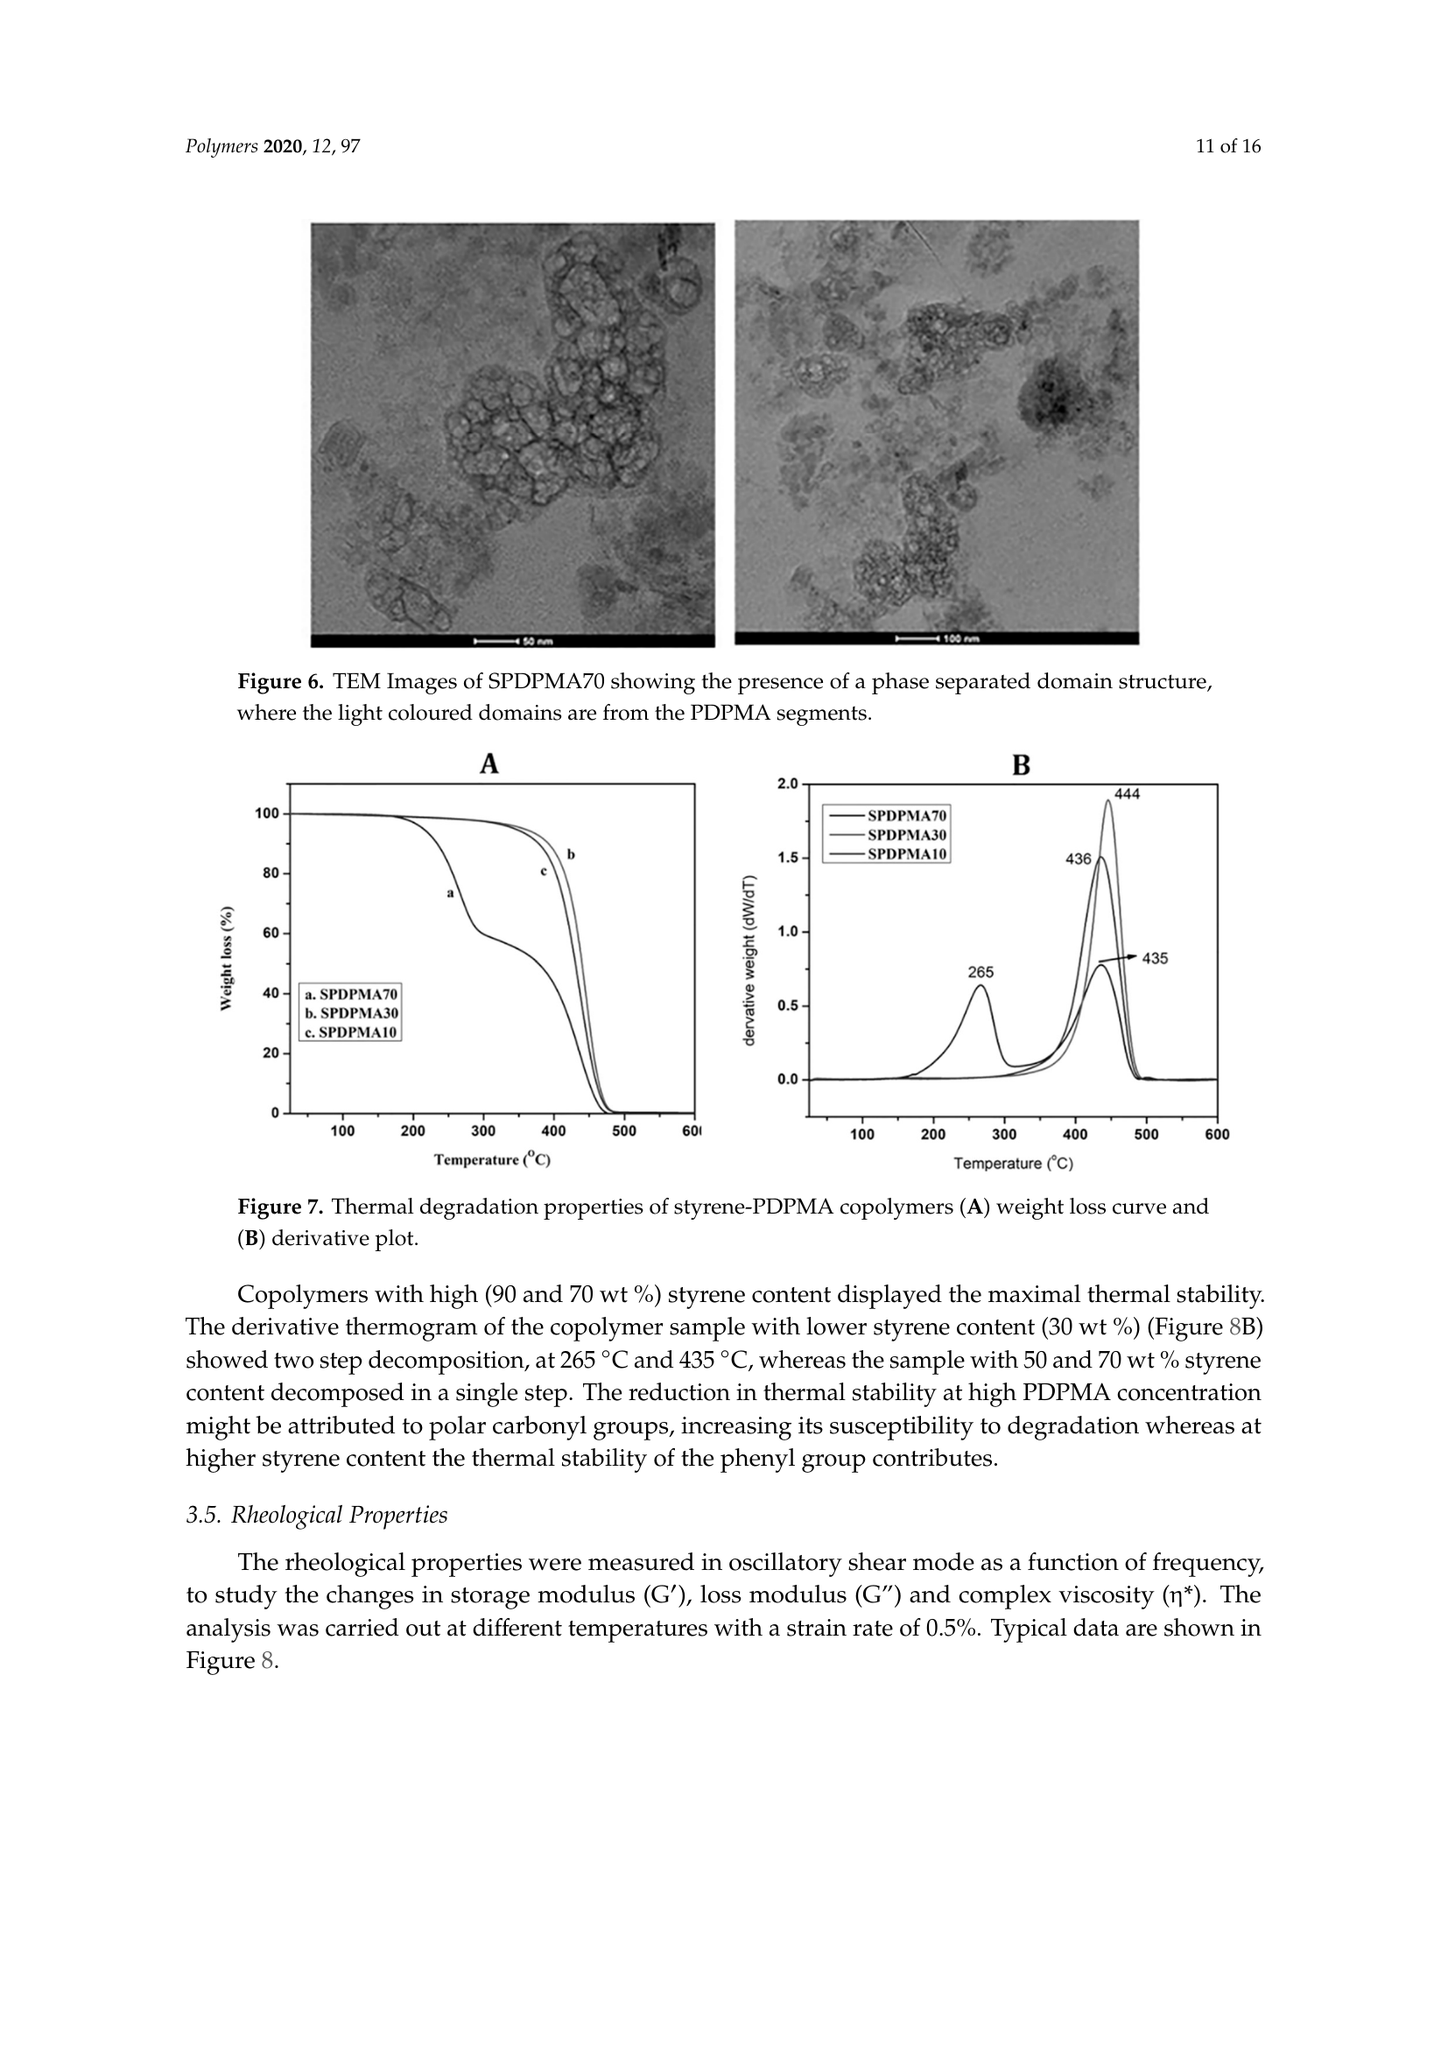 Polymers 2020, 12, 97
11 of 16
50 nm
100 nm
Figure 6. TEM Images of SPDPMA70 showing the presence of a phase separated domain structure,
where the light coloured domains are from the PDPMA segments.
A
100
80
60
40
20
0
Weight loss (%)
a
b
c
a. SPDPMA70
b. SPDPMA30
c. SPDPMA10
100 200 300 400 500 60
Temperature (°C)
B
2.0
1.5
1.0
0.5
0.0
dervative weight (dW/dT)
SPDPMA70
SPDPMA30
SPDPMA10
444
436
435
265
100 200 300 400 500 600
Temperature (°C)
Figure 7. Thermal degradation properties of styrene-PDPMA copolymers (A) weight loss curve and
(B) derivative plot.
Copolymers with high (90 and 70 wt %) styrene content displayed the maximal thermal stability.
The derivative thermogram of the copolymer sample with lower styrene content (30 wt %) (Figure 8B)
showed two step decomposition, at 265 °C and 435 °C, whereas the sample with 50 and 70 wt % styrene
content decomposed in a single step. The reduction in thermal stability at high PDPMA concentration
might be attributed to polar carbonyl groups, increasing its susceptibility to degradation whereas at
higher styrene content the thermal stability of the phenyl group contributes.
3.5. Rheological Properties
The rheological properties were measured in oscillatory shear mode as a function of frequency,
to study the changes in storage modulus (G′), loss modulus (G″) and complex viscosity (η*). The
analysis was carried out at different temperatures with a strain rate of 0.5%. Typical data are shown in
Figure 8.